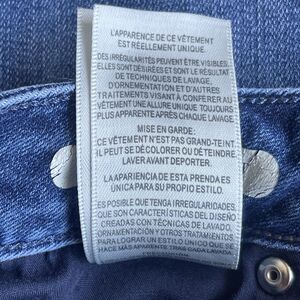 L'APPARENCE DE CE VÊTEMENT
EST RÉELLEMENT UNIQUE.
DES IRRÉGULARITÉS PEUVENT ÊTRE VISIBLES,
ELLES SONT DÉSIRÉES ET SONT LE RÉSULTAT
DE TECHNIQUES DE LAVAGE,
D'ORNEMENTATION ET D'AUTRES
TRAITEMENTS VISANT À CONFÉRER AU
VÊTEMENT UNE ALLURE UNIQUE TOUJOURS
PLUS APPARENTE APRÈS CHAQUE LAVAGE.
MISE EN GARDE:
CE VÊTEMENT N'EST PAS GRAND-TEINT.
IL PEUT SE DÉCOLORER OU DÉTEINDRE.
LAVER AVANT DE PORTER.
LA APARIENCIA DE ESTA PRENDA ES
ÚNICA PARA SU PROPIO ESTILO.
ES POSIBLE QUE TENGA IRREGULARIDADES,
QUE SON CARACTERÍSTICAS DEL DISEÑO
CREADAS CON TÉCNICAS DE LAVADO,
ORNAMENTACIÓN Y OTROS TRATAMIENTOS
PARA LOGRAR UN ESTILO ÚNICO QUE SE
HACE MÁS APARENTE TRAS CADA LAVADO.